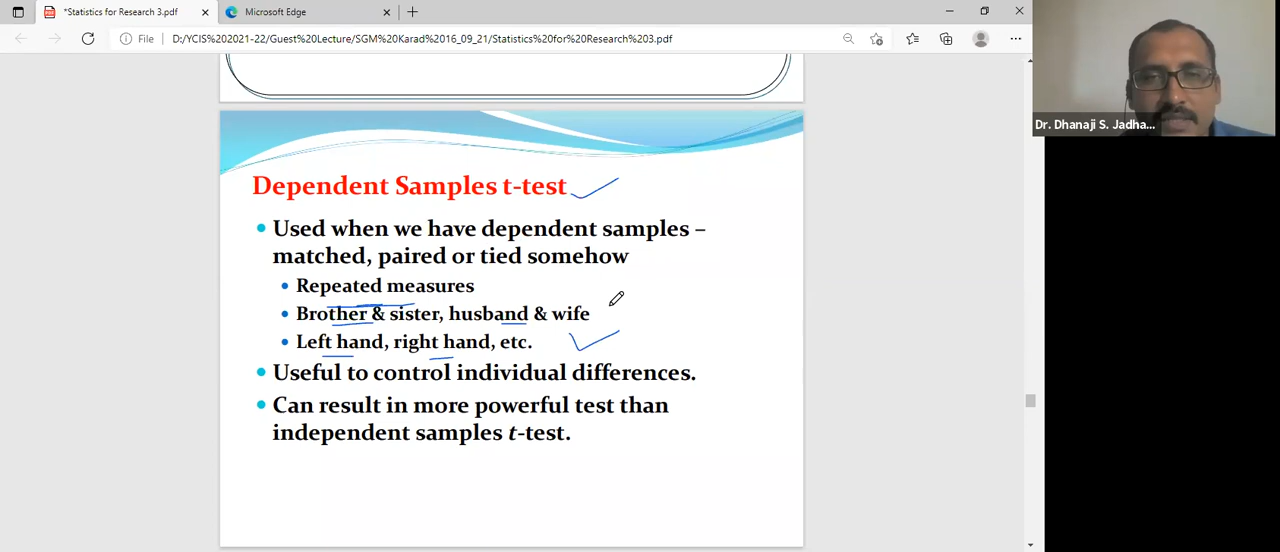 *Statistics for Research 3.pdf
Microsoft Edge
File
D:/YCIS%202021-22/Guest%20Lecture/SGM%20Karad%2016_09_21/Statistics%20for%20Research%203.pdf
Dr. Dhanaji S. Jadha...
Dependent Samples t-test
• Used when we have dependent samples –
matched, paired or tied somehow
• Repeated measures
• Brother & sister, husband & wife
• Left hand, right hand, etc.
• Useful to control individual differences.
• Can result in more powerful test than
independent samples t-test.